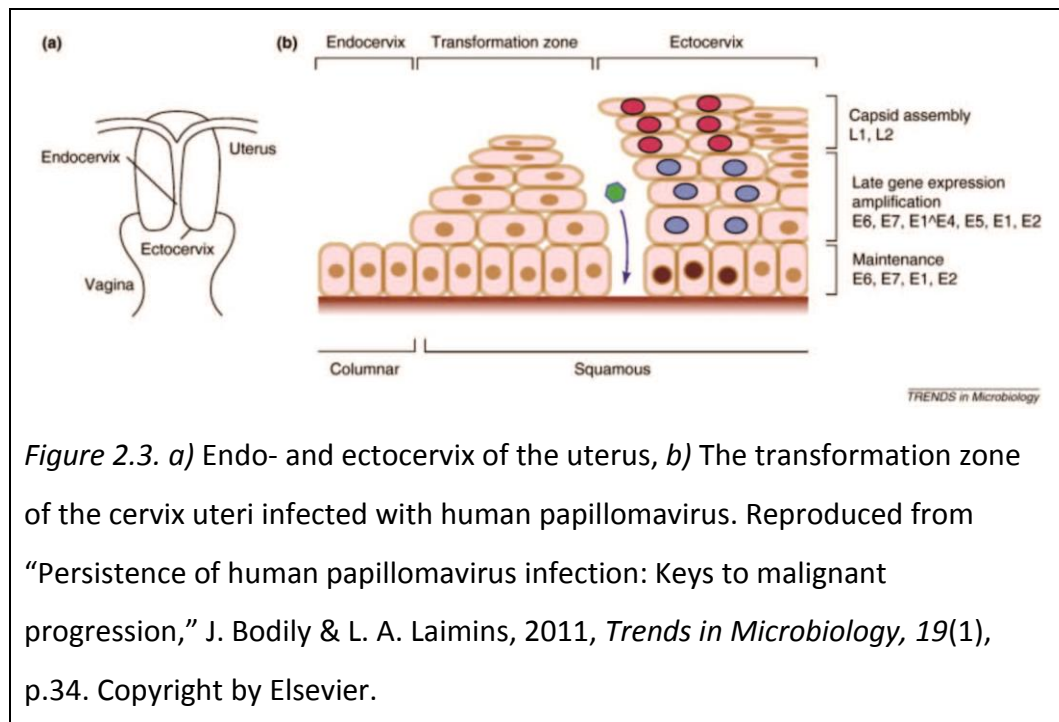 (a)
Endocervix
Uterus
Ectocervix
Vagina
(b)
Endocervix Transformation zone Ectocervix
Capsid assembly
L1, L2
Late gene expression
amplification
E6, E7, E1^E4, E5, E1, E2
Maintenance
E6, E7, E1, E2
Columnar Squamous
TRENDS in Microbiology
Figure 2.3. a) Endo- and ectocervix of the uterus, b) The transformation zone
of the cervix uteri infected with human papillomavirus. Reproduced from
“Persistence of human papillomavirus infection: Keys to malignant
progression,” J. Bodily & L. A. Laimins, 2011, Trends in Microbiology, 19(1),
p.34. Copyright by Elsevier.